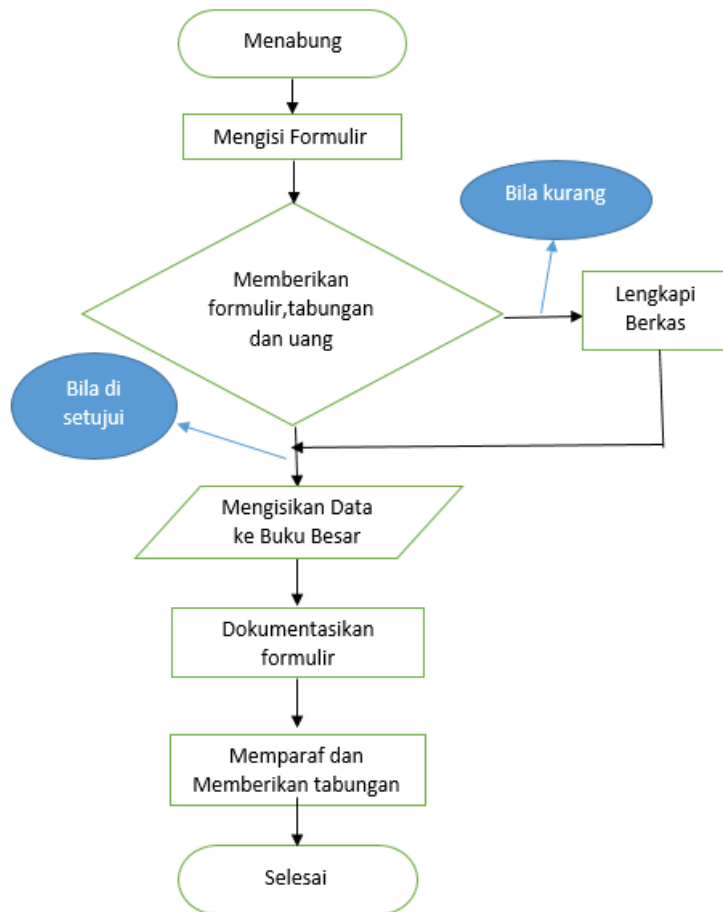 Menabung
Mengisi Formulir
Bila kurang
Memberikan
formulir,tabungan
dan uang
Lengkapi
Berkas
Bila di
setujui
Mengisikan Data
ke Buku Besar
Dokumentasikan
formulir
Memparaf dan
Memberikan tabungan
Selesai